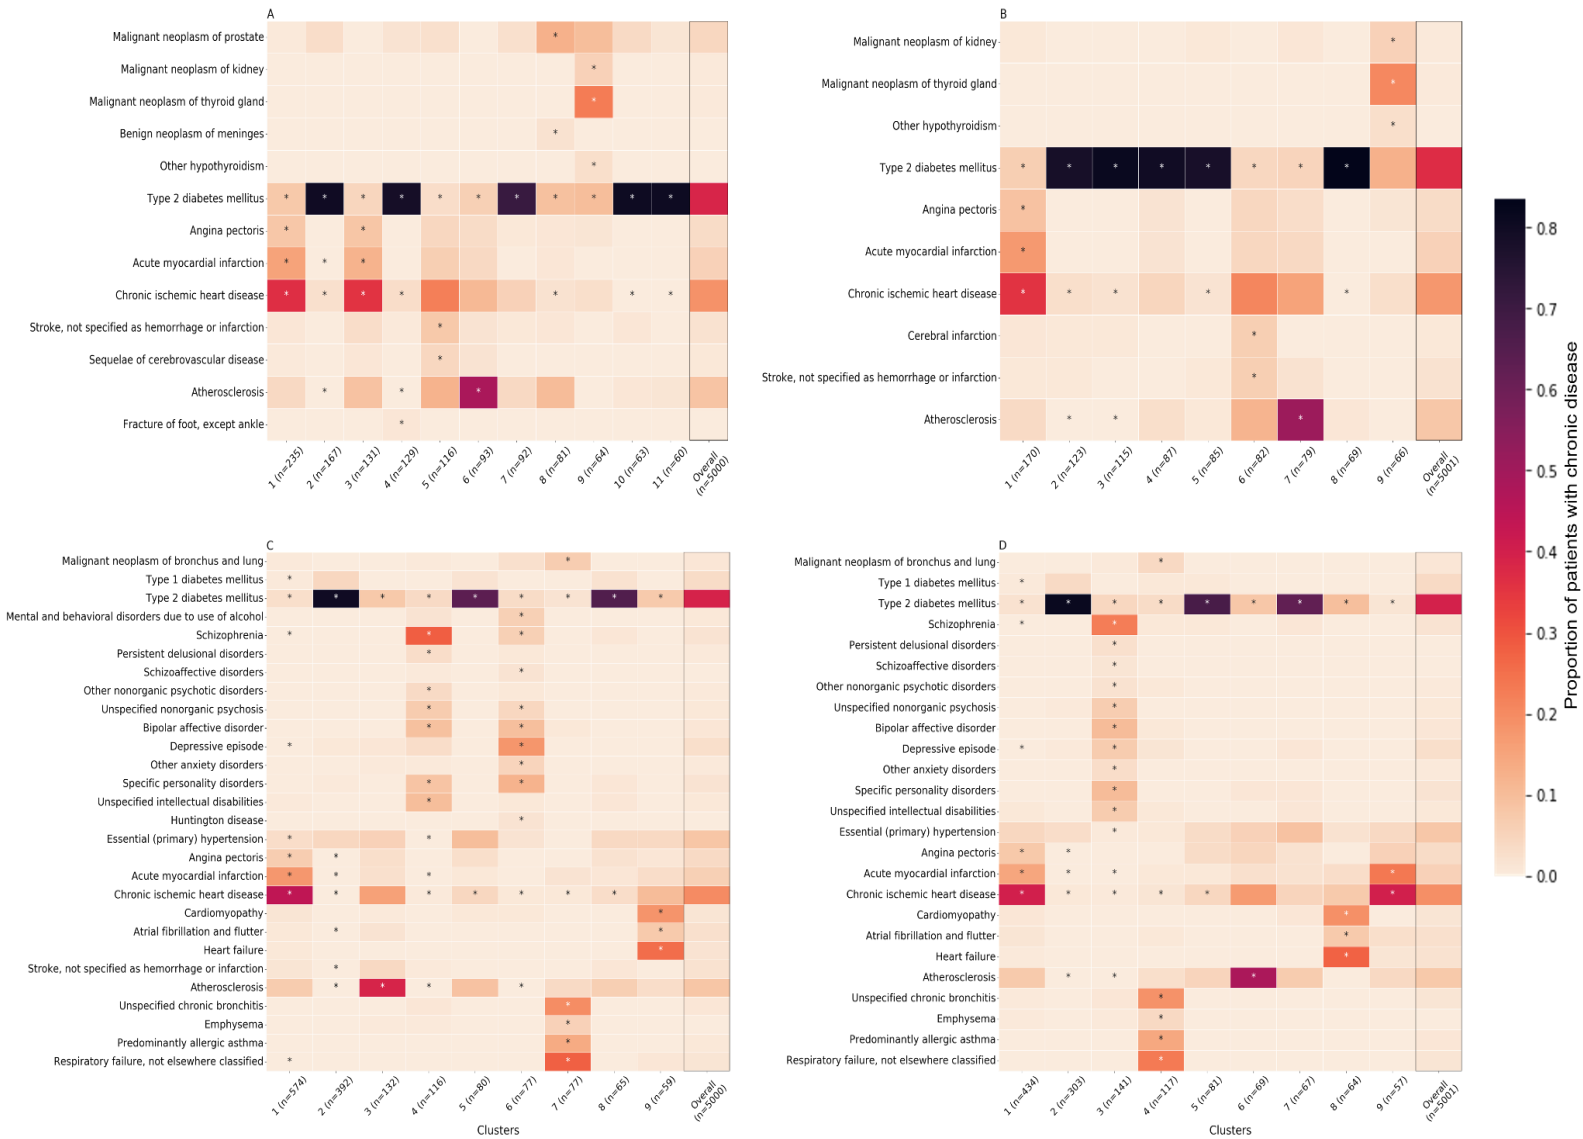 A
Malignant neoplasm of prostate
Malignant neoplasm of kidney
Malignant neoplasm of thyroid gland
Benign neoplasm of meninges
Other hypothyroidism
Type 2 diabetes mellitus
Angina pectoris
Acute myocardial infarction
Chronic ischemic heart disease
Stroke, not specified as hemorrhage or infarction
Sequelae of cerebrovascular disease
Atherosclerosis
Fracture of foot, except ankle
1 (n=235)
2 (n=167)
3 (n=131)
4 (n=129)
5 (n=116)
6 (n=93)
7 (n=92)
8 (n=81)
9 (n=64)
10 (n=63)
11 (n=60)
Overall
(n=5000)
B
Malignant neoplasm of kidney
Malignant neoplasm of thyroid gland
Other hypothyroidism
Type 2 diabetes mellitus
Angina pectoris
Acute myocardial infarction
Chronic ischemic heart disease
Cerebral infarction
Stroke, not specified as hemorrhage or infarction
Atherosclerosis
1 (n=170)
2 (n=123)
3 (n=115)
4 (n=87)
5 (n=85)
6 (n=82)
7 (n=79)
8 (n=69)
9 (n=66)
Overall
(n=5001)
C
Malignant neoplasm of bronchus and lung
Type 1 diabetes mellitus
Type 2 diabetes mellitus
Mental and behavioral disorders due to use of alcohol
Schizophrenia
Persistent delusional disorders
Schizoaffective disorders
Other nonorganic psychotic disorders
Unspecified nonorganic psychosis
Bipolar affective disorder
Depressive episode
Other anxiety disorders
Specific personality disorders
Unspecified intellectual disabilities
Huntington disease
Essential (primary) hypertension
Angina pectoris
Acute myocardial infarction
Chronic ischemic heart disease
Cardiomyopathy
Atrial fibrillation and flutter
Heart failure
Stroke, not specified as hemorrhage or infarction
Atherosclerosis
Unspecified chronic bronchitis
Emphysema
Predominantly allergic asthma
Respiratory failure, not elsewhere classified
1 (n=574)
2 (n=392)
3 (n=132)
4 (n=116)
5 (n=80)
6 (n=77)
7 (n=77)
8 (n=65)
9 (n=59)
Overall
(n=5000)
Clusters
D
Malignant neoplasm of bronchus and lung
Type 1 diabetes mellitus
Type 2 diabetes mellitus
Schizophrenia
Persistent delusional disorders
Schizoaffective disorders
Other nonorganic psychotic disorders
Unspecified nonorganic psychosis
Bipolar affective disorder
Depressive episode
Other anxiety disorders
Specific personality disorders
Unspecified intellectual disabilities
Essential (primary) hypertension
Angina pectoris
Acute myocardial infarction
Chronic ischemic heart disease
Cardiomyopathy
Atrial fibrillation and flutter
Heart failure
Atherosclerosis
Unspecified chronic bronchitis
Emphysema
Predominantly allergic asthma
Respiratory failure, not elsewhere classified
1 (n=434)
2 (n=303)
3 (n=141)
4 (n=117)
5 (n=81)
6 (n=69)
7 (n=67)
8 (n=64)
9 (n=57)
Overall
(n=5001)
Clusters
0.8
0.7
0.6
0.5
0.4
0.3
0.2
0.1
0.0
Proportion of patients with chronic disease